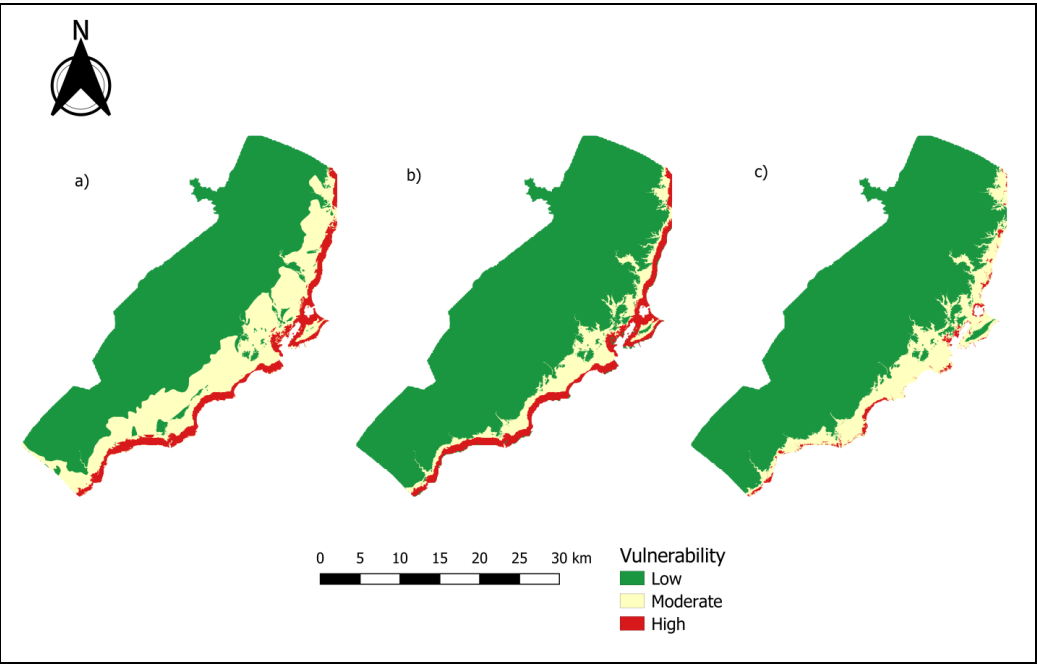 N
a)
b)
c)
0 5 10 15 20 25 30 km
Vulnerability
Low
Moderate
High